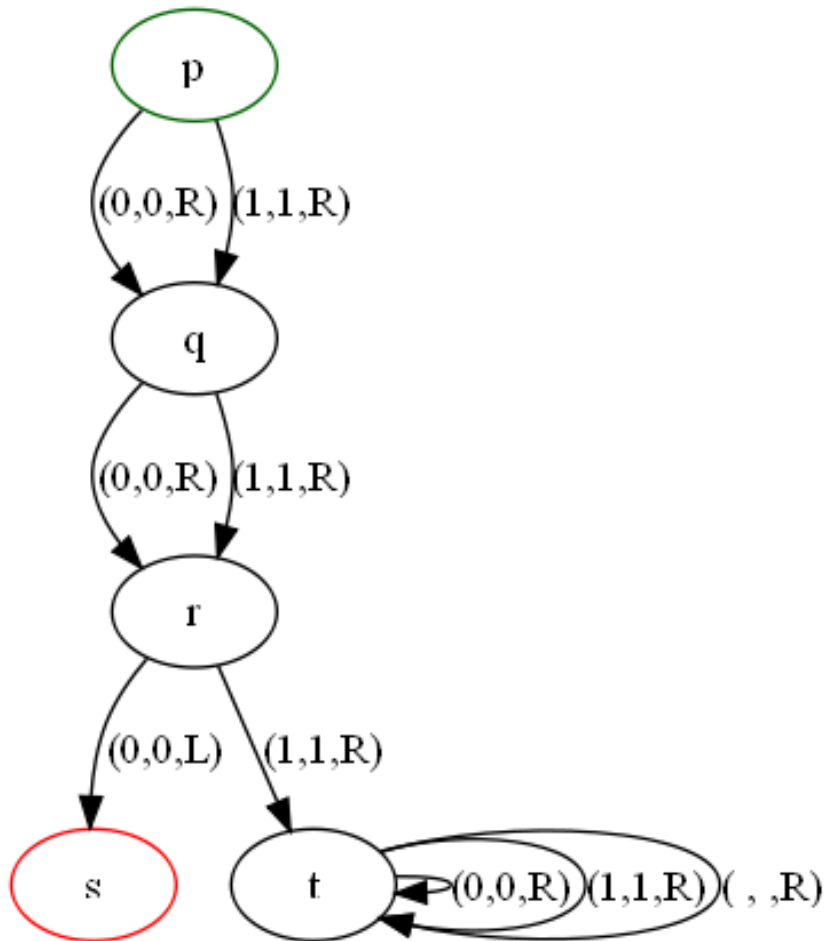 p
(0,0,R) (1,1,R)
q
(0,0,R) (1,1,R)
r
(0,0,L) (1,1,R)
s t (0,0,R) (1,1,R) ( , ,R)